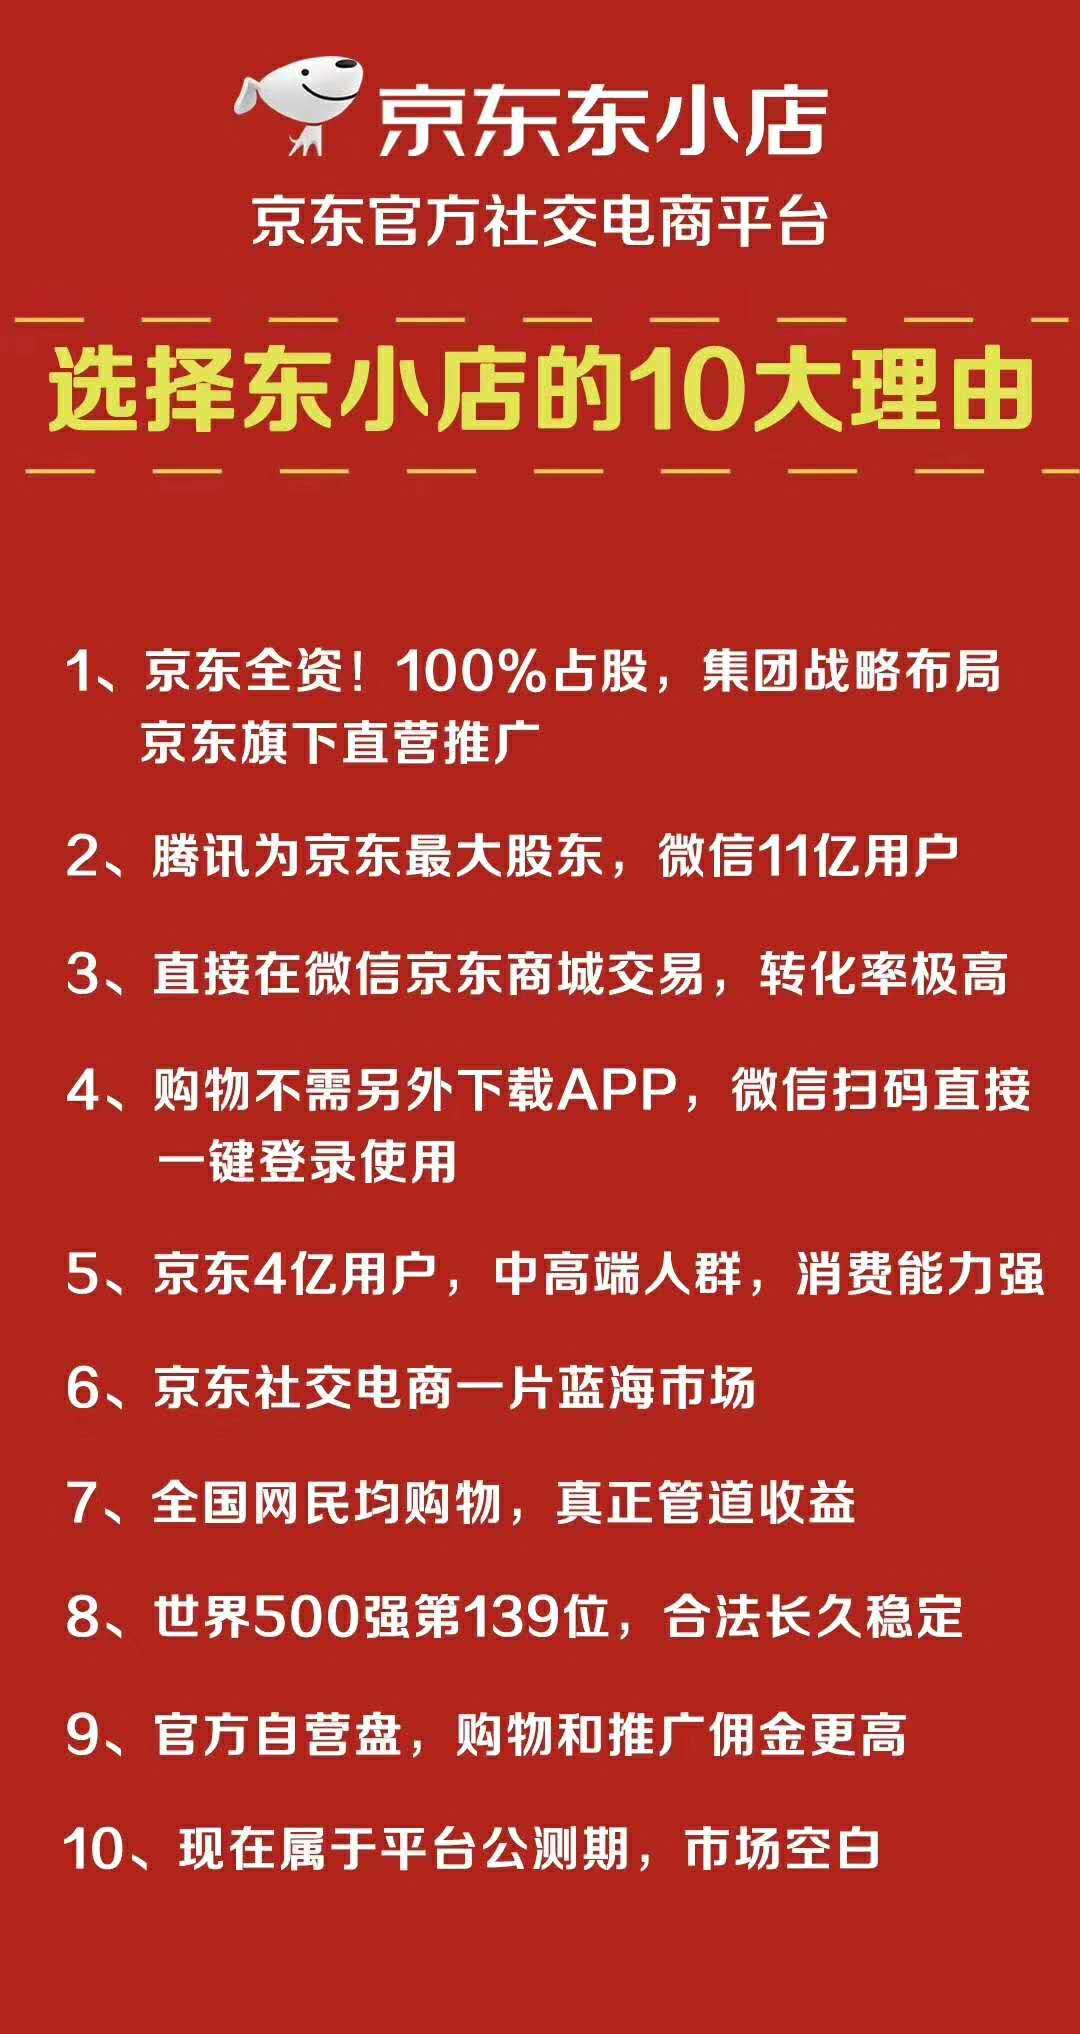 京东东小店
京东官方社交电商平台
选择东小店的10大理由
1、京东全资！100%占股，集团战略布局
京东旗下直营推广
2、腾讯为京东最大股东，微信11亿用户
3、直接在微信京东商城交易，转化率极高
4、购物不需另外下载APP，微信扫码直接
一键登录使用
5、京东4亿用户，中高端人群，消费能力强
6、京东社交电商一片蓝海市场
7、全国网民均购物，真正管道收益
8、世界500强第139位，合法长久稳定
9、官方自营盘，购物和推广佣金更高
10、现在属于平台公测期，市场空白